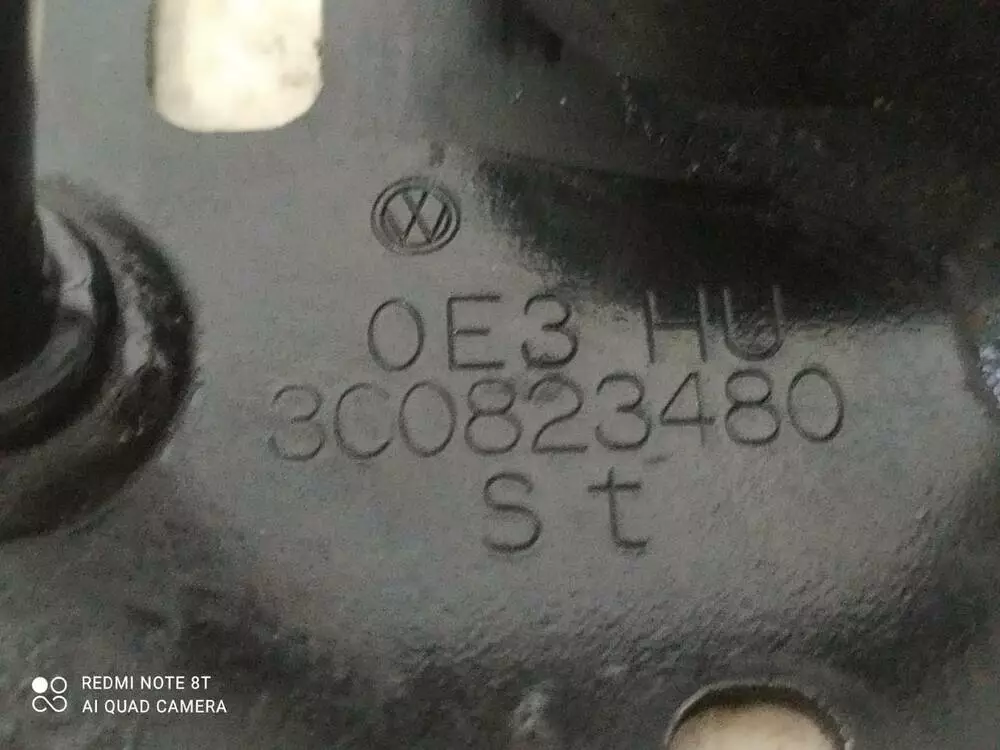 0E3 HU
3C0823480
St
REDMI NOTE 8T
AI QUAD CAMERA